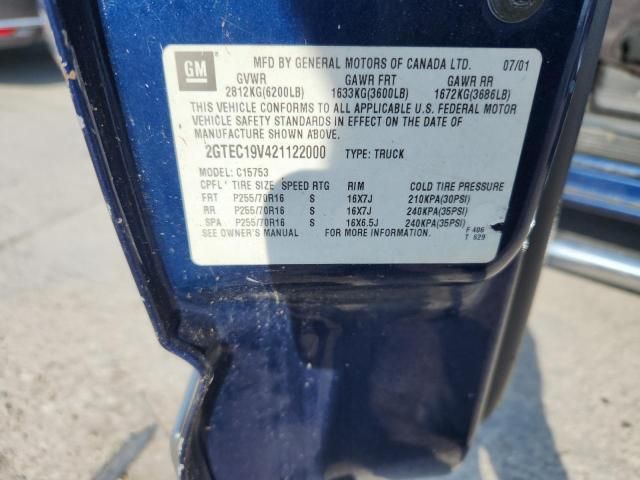 GM
MFD BY GENERAL MOTORS OF CANADA LTD. 07/01
GVWR GAWR FRT GAWR RR
2812KG(6200LB) 1633KG(3600LB) 1672KG(3686LB)
THIS VEHICLE CONFORMS TO ALL APPLICABLE U.S. FEDERAL MOTOR
VEHICLE SAFETY STANDARDS IN EFFECT ON THE DATE OF
MANUFACTURE SHOWN ABOVE.
2GTEC19V421122000 TYPE: TRUCK
MODEL: C15753
CPFL' TIRE SIZE SPEED RTG RIM COLD TIRE PRESSURE
FRT P255/70R16 S 16X7J 210KPA(30PSI)
RR P255/70R16 S 16X7J 240KPA(35PSI)
SPA P255/70R16 S 16X6.5J 240KPA(35PSI)
SEE OWNER'S MANUAL FOR MORE INFORMATION. F 406
T 629